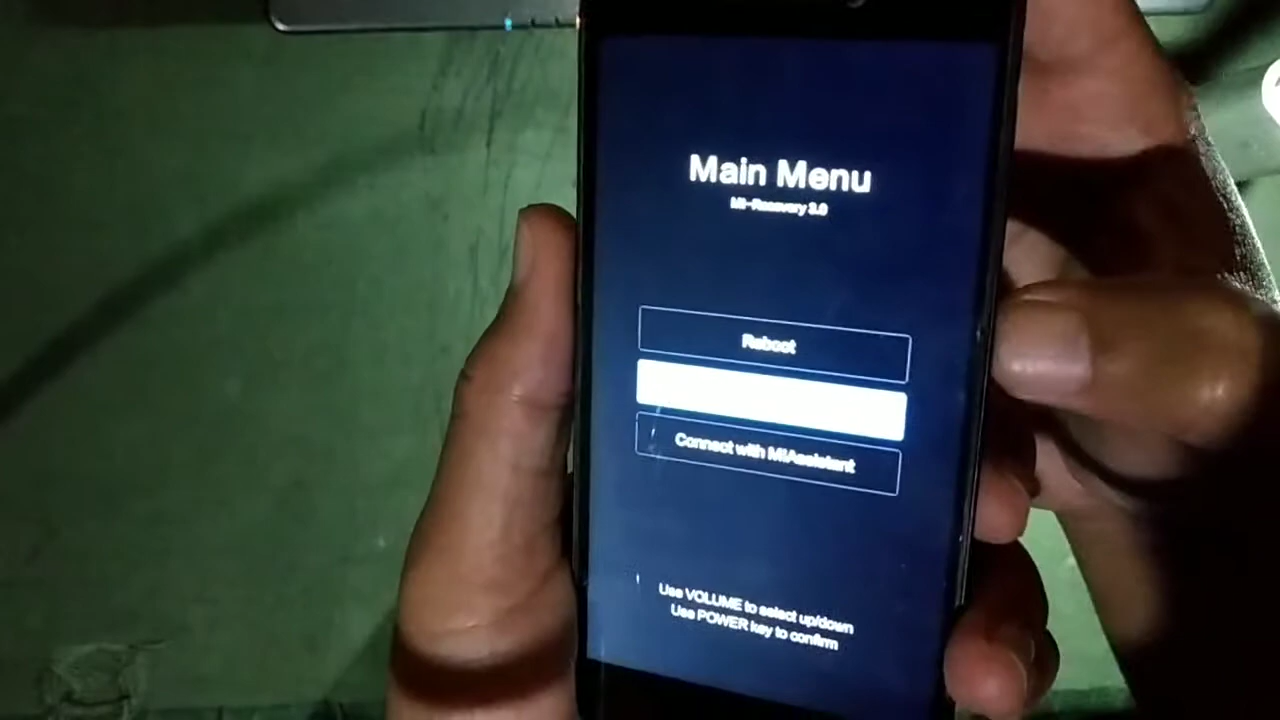 Main Menu
Mi-Recovery 3.0
Reboot
Connect with MiAssistant
Use VOLUME to select up/down
Use POWER key to confirm